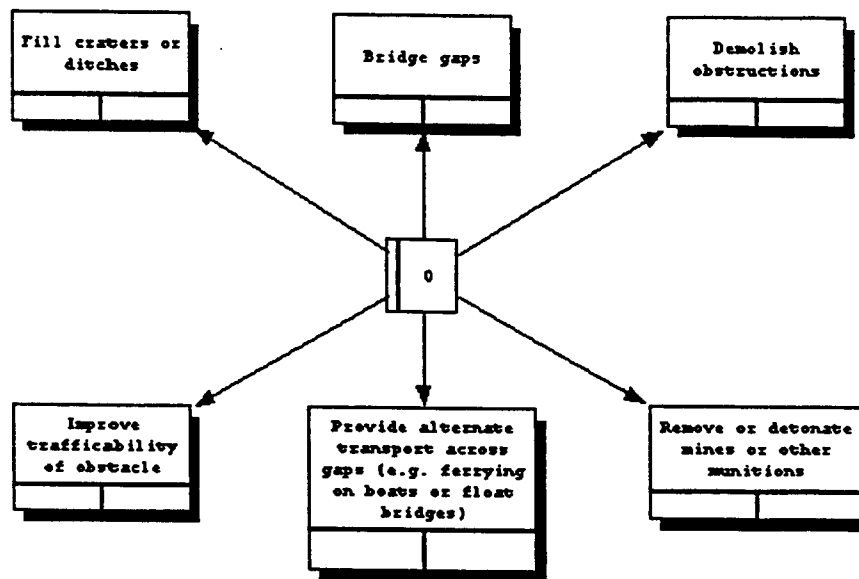 Fill craters or
ditches
Bridge gaps
Demolish
obstructions
O
Improve
trafficability
of obstacle
Provide alternate
transport across
gaps (e.g. ferrying
on boats or float
bridges)
Remove or detonate
mines or other
munitions